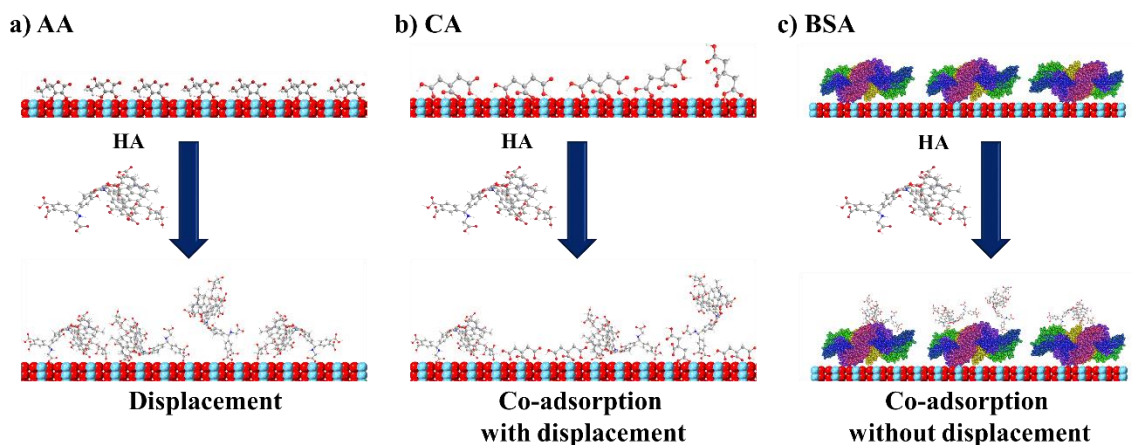 a) AA
b) CA
c) BSA
HA
HA
HA
Displacement
Co-adsorption
with displacement
Co-adsorption
without displacement